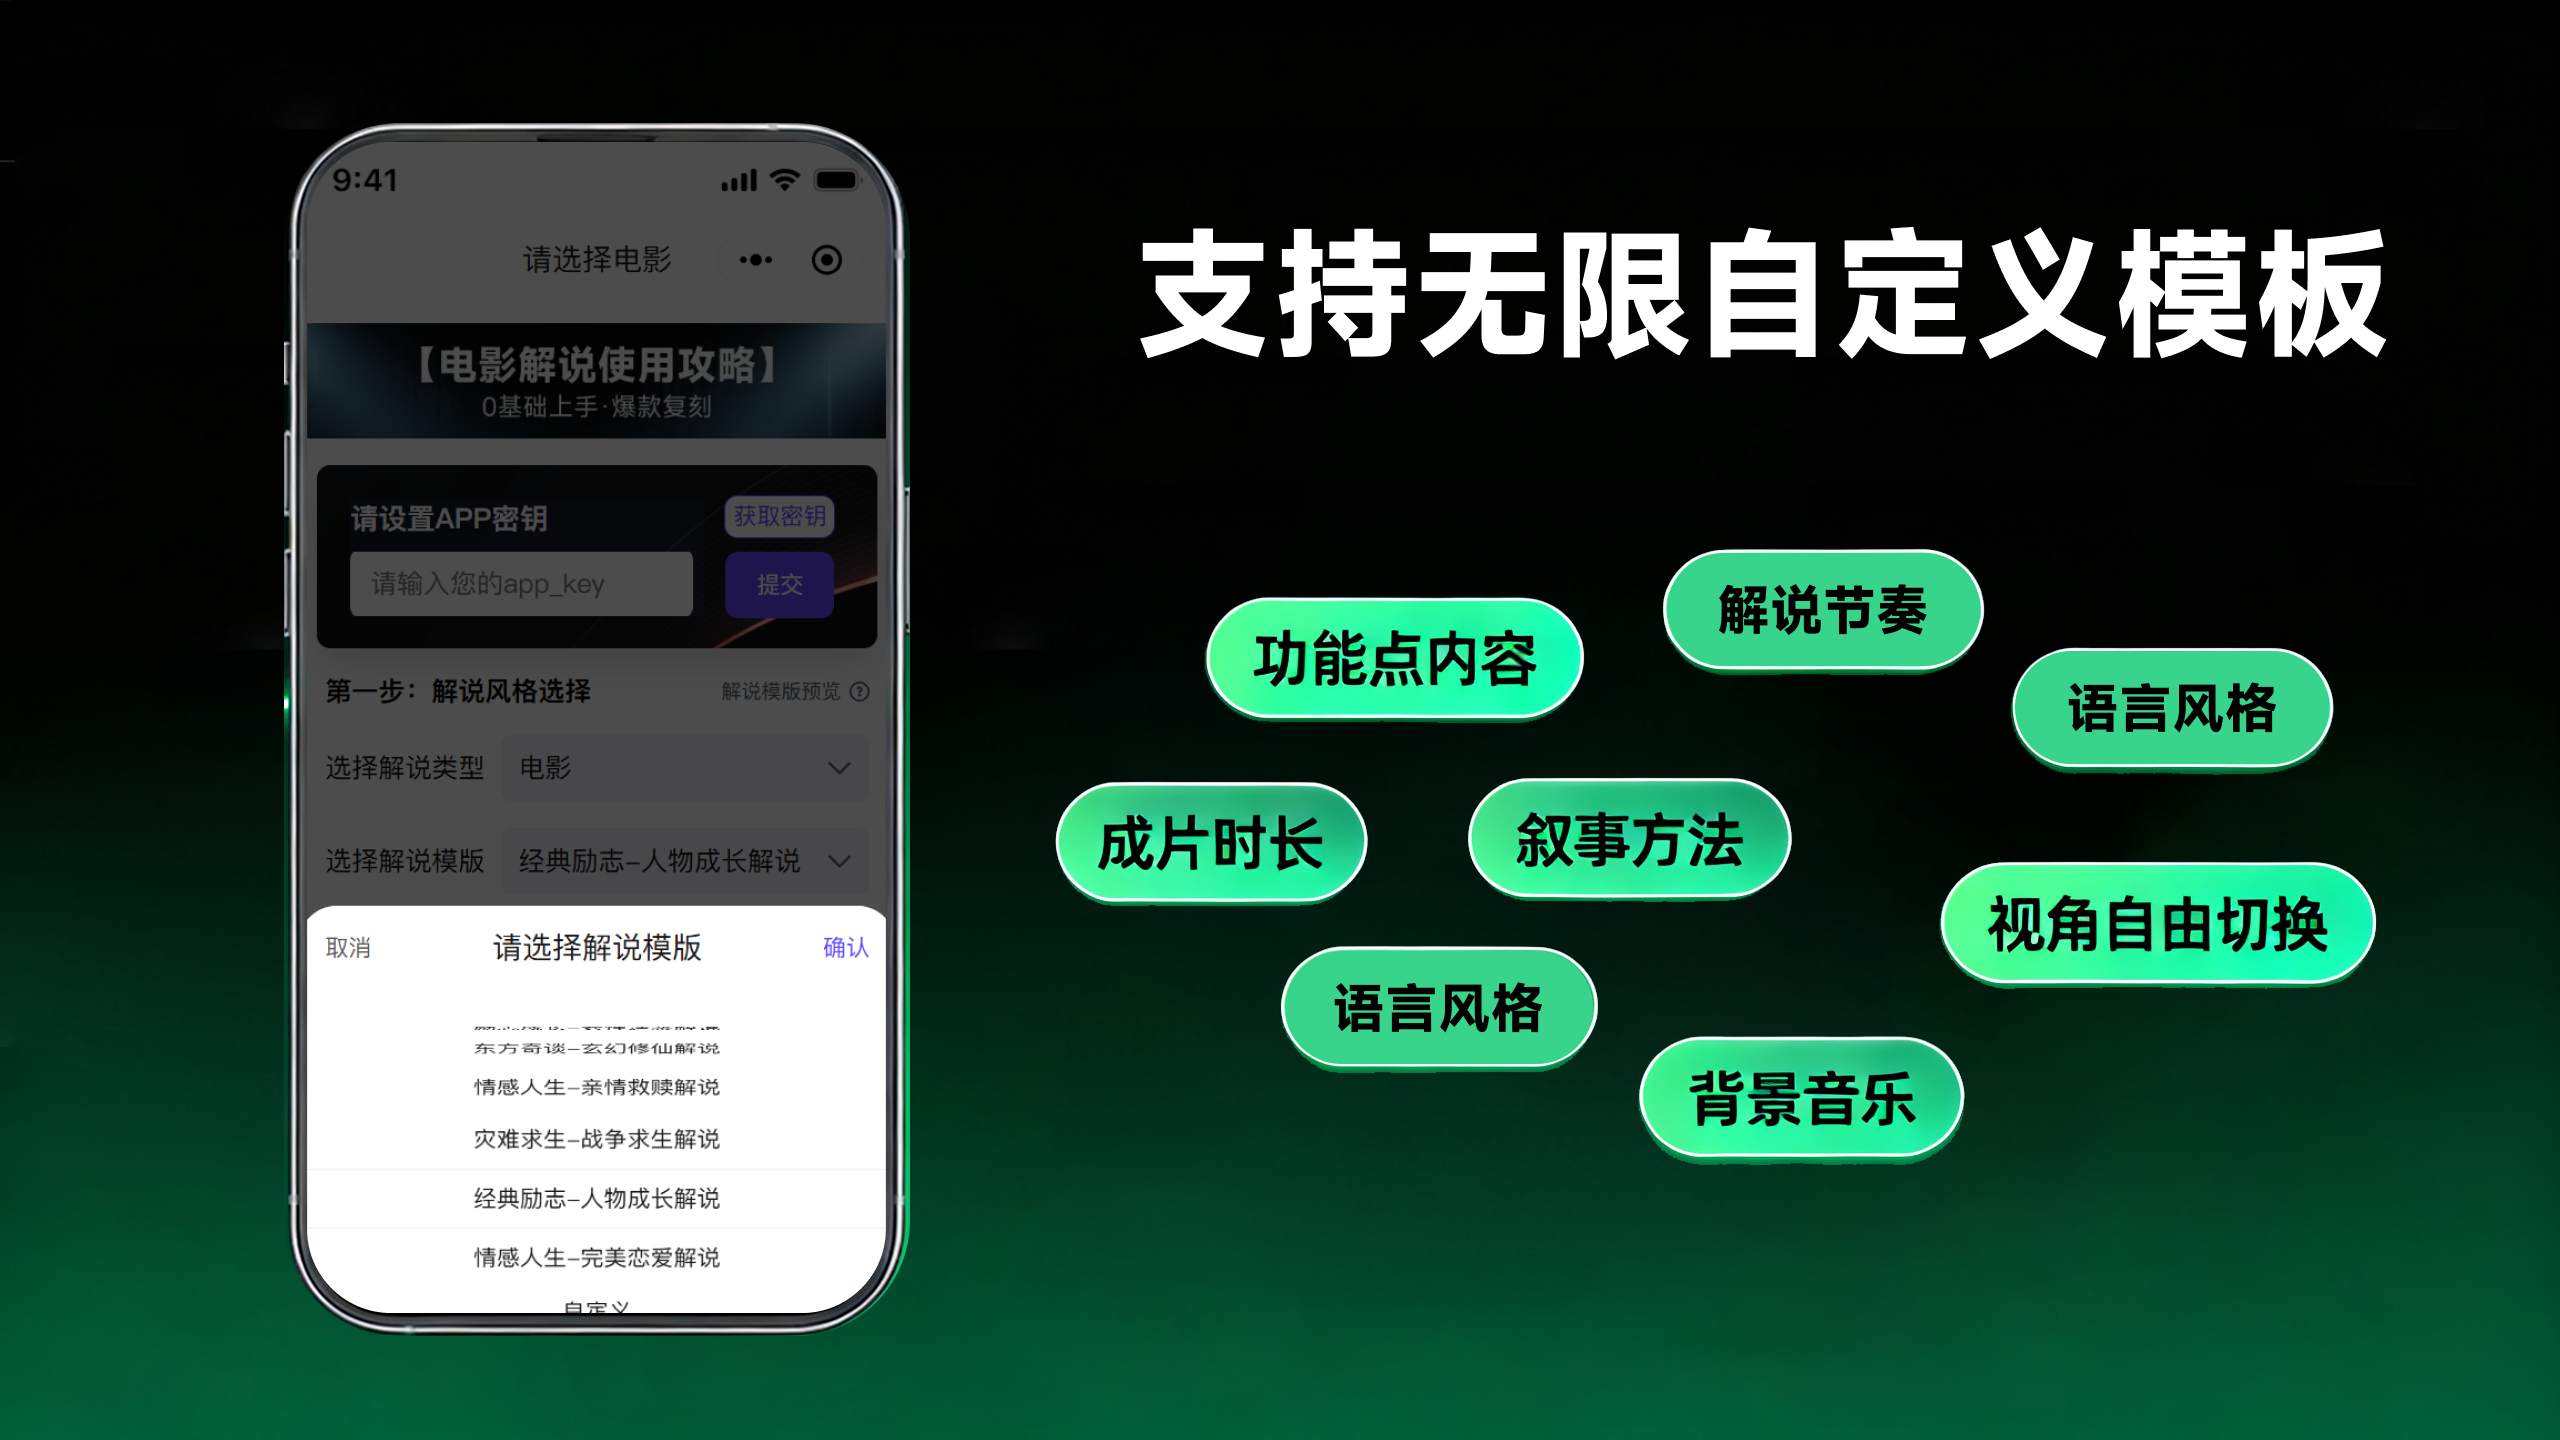 9:41
请选择电影
【电影解说使用攻略】
0基础上手·爆款复刻
请设置APP密钥
获取密钥
请输入您的app_key
提交
第一步：解说风格选择
解说模版预览
选择解说类型
电影
选择解说模版
经典励志–人物成长解说
取消
请选择解说模版
确认
东方奇谈–玄幻修仙解说
情感人生–亲情救赎解说
灾难求生–战争求生解说
经典励志–人物成长解说
情感人生–完美恋爱解说
自定义
支持无限自定义模板
解说节奏
功能点内容
语言风格
成片时长
叙事方法
视角自由切换
语言风格
背景音乐